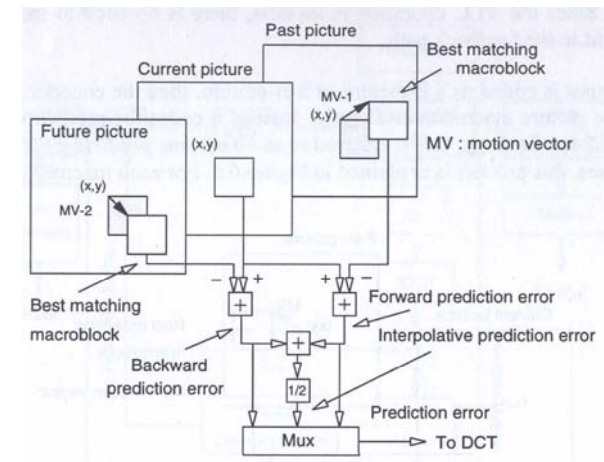 Past picture
Best matching
macroblock
Current picture
MV-1
(x,y)
MV : motion vector
Future picture
(x,y)
(x,y)
MV-2
− + + −
+ +
Best matching
macroblock
Forward prediction error
+
Interpolative prediction error
Backward
prediction error
1/2
Prediction error
Mux
To DCT